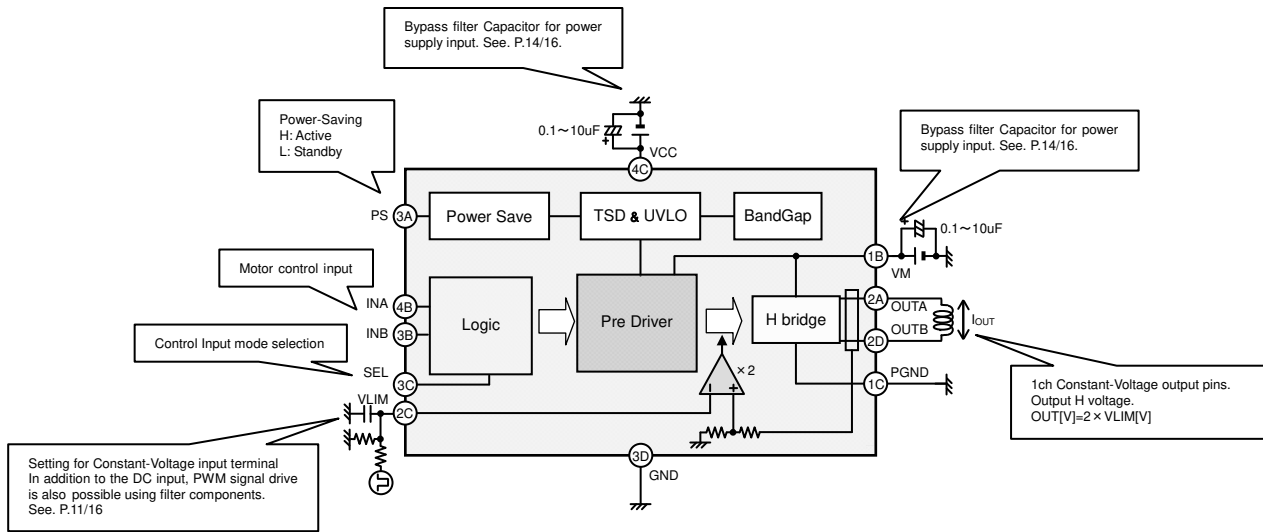 Bypass filter Capacitor for power
supply input. See. P.14/16.
Power-Saving
H: Active
L: Standby
0.1～10uF
+
VCC
4C
Bypass filter Capacitor for power
supply input. See. P.14/16.
PS
3A
Power Save
TSD & UVLO
BandGap
+
0.1～10uF
1B
VM
Motor control input
INA
4B
INB
3B
Logic
Pre Driver
H bridge
2A
OUTA
OUTB
2D
IOUT
Control Input mode selection
SEL
3C
×2
1C
PGND
VLIM
2C
1ch Constant-Voltage output pins.
Output H voltage.
OUT[V]=2×VLIM[V]
Setting for Constant-Voltage input terminal
In addition to the DC input, PWM signal drive
is also possible using filter components.
See. P.11/16
3D
GND